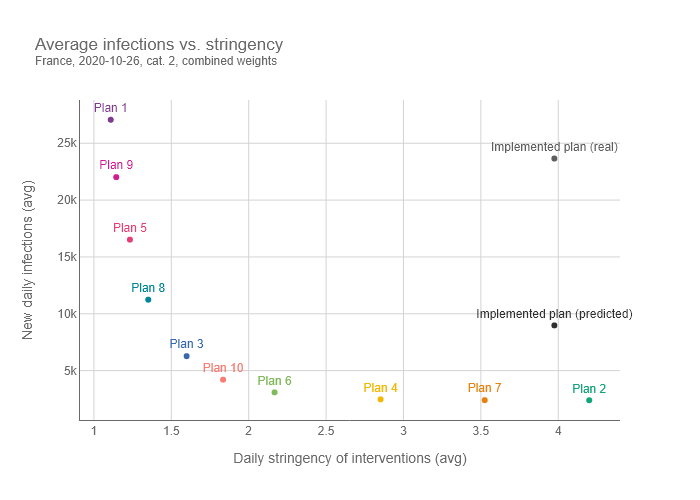 Average infections vs. stringency
France, 2020-10-26, cat. 2, combined weights
Plan 1
25k
Implemented plan (real)
Plan 9
20k
Plan 5
15k
Plan 8
10k
Implemented plan (predicted)
Plan 3
5k
Plan 10
Plan 6
Plan 4
Plan 7
Plan 2
New daily infections (avg)
1
1.5
2
2.5
3
3.5
4
Daily stringency of interventions (avg)